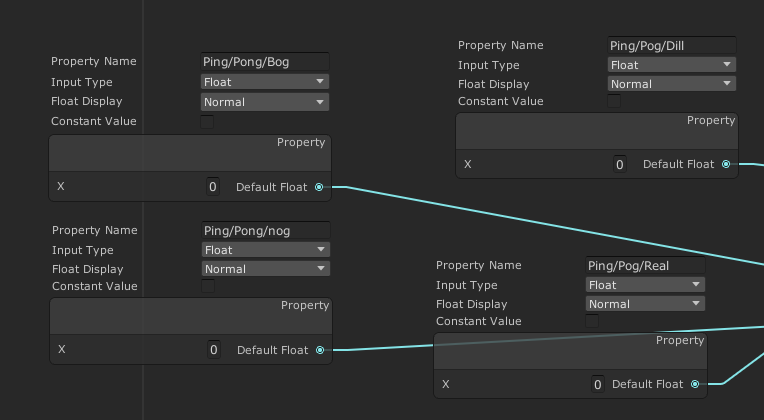 Property Name Ping/Pong/Bog
Input Type Float
Float Display Normal
Constant Value
Property
X 0 Default Float
Property Name Ping/Pog/Dill
Input Type Float
Float Display Normal
Constant Value
Property
X 0 Default Float
Property Name Ping/Pong/nog
Input Type Float
Float Display Normal
Constant Value
Property
X 0 Default Float
Property Name Ping/Pog/Real
Input Type Float
Float Display Normal
Constant Value
Property
X 0 Default Float